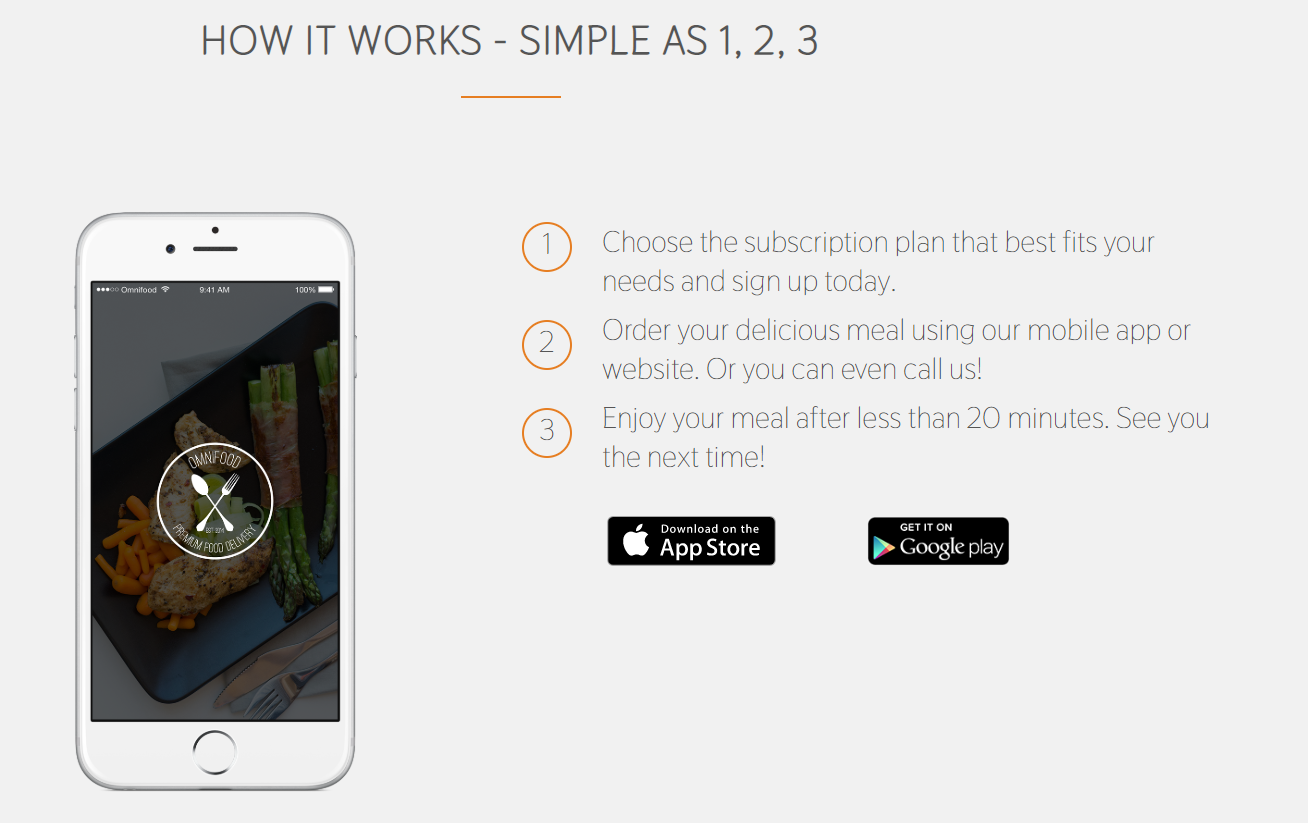 HOW IT WORKS - SIMPLE AS 1, 2, 3
Omnifood
9:41 AM
100%
OMNIFOOD
EST 2014
PREMIUM FOOD DELIVERY
1
Choose the subscription plan that best fits your
needs and sign up today.
2
Order your delicious meal using our mobile app or
website. Or you can even call us!
3
Enjoy your meal after less than 20 minutes. See you
the next time!
Download on the
App Store
GET IT ON
Google play